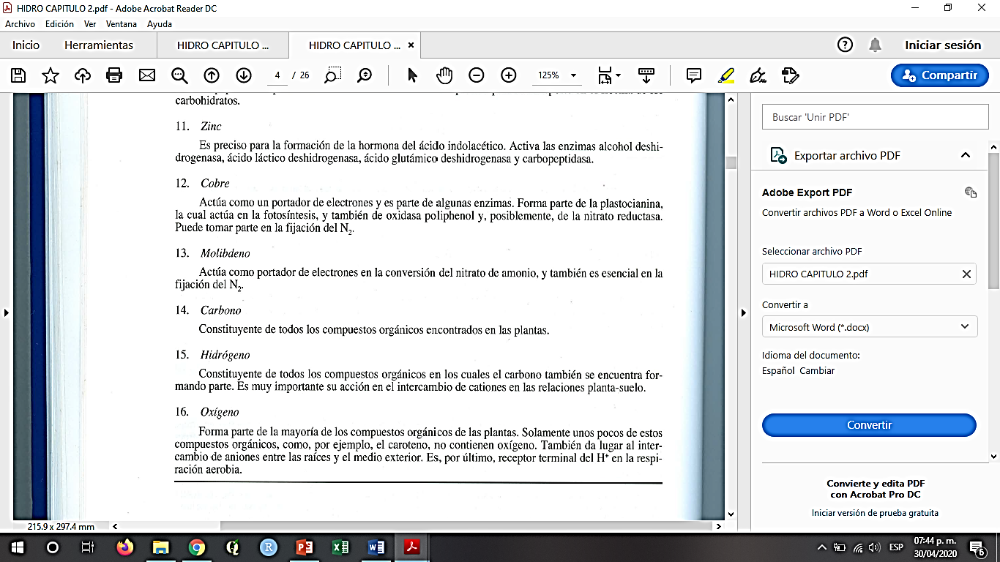 HIDRO CAPITULO 2.pdf - Adobe Acrobat Reader DC
Archivo Edición Ver Ventana Ayuda
Inicio Herramientas HIDRO CAPITULO ... HIDRO CAPITULO ... × Iniciar sesión
4 / 26 125% Compartir
carbohidratos.
11. Zinc
Es preciso para la formación de la hormona del ácido indolacético. Activa las enzimas alcohol deshi-
drogenasa, ácido láctico deshidrogenasa, ácido glutámico deshidrogenasa y carbopeptidasa.
12. Cobre
Actúa como un portador de electrones y es parte de algunas enzimas. Forma parte de la plastocianina,
la cual actúa en la fotosíntesis, y también de oxidasa poliphenol y, posiblemente, de la nitrato reductasa.
Puede tomar parte en la fijación del N₂.
13. Molibdeno
Actúa como portador de electrones en la conversión del nitrato de amonio, y también es esencial en la
fijación del N₂.
14. Carbono
Constituyente de todos los compuestos orgánicos encontrados en las plantas.
15. Hidrógeno
Constituyente de todos los compuestos orgánicos en los cuales el carbono también se encuentra for-
mando parte. Es muy importante su acción en el intercambio de cationes en las relaciones planta-suelo.
16. Oxígeno
Forma parte de la mayoría de los compuestos orgánicos de las plantas. Solamente unos pocos de estos
compuestos orgánicos, como, por ejemplo, el caroteno, no contienen oxígeno. También da lugar al inter-
cambio de aniones entre las raíces y el medio exterior. Es, por último, receptor terminal del H⁺ en la respi-
ración aerobia.
215.9 x 297.4 mm
Buscar 'Unir PDF'
Exportar archivo PDF
Adobe Export PDF
Convertir archivos PDF a Word o Excel Online
Seleccionar archivo PDF
HIDRO CAPITULO 2.pdf
Convertir a
Microsoft Word (*.docx)
Idioma del documento:
Español Cambiar
Convertir
Convierte y edita PDF
con Acrobat Pro DC
Iniciar versión de prueba gratuita
ESP
07:44 p. m.
30/04/2020
6